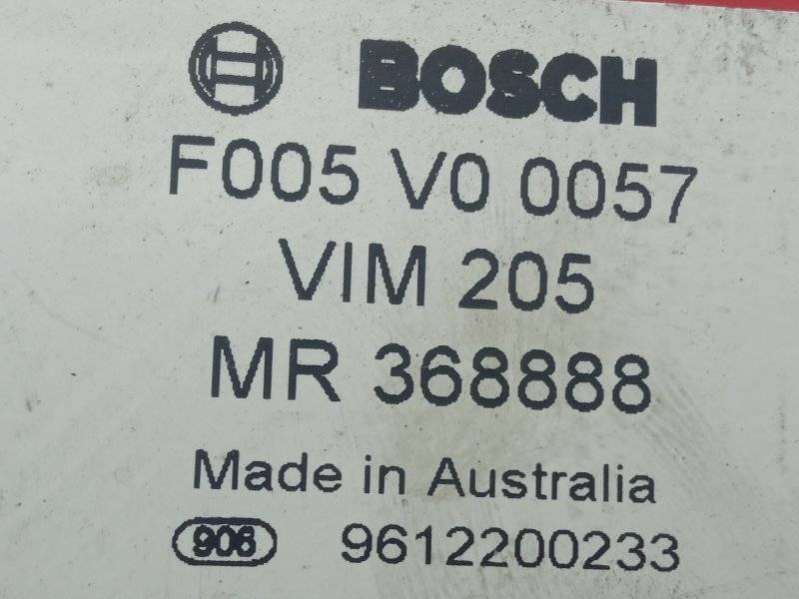 BOSCH
F005 V0 0057
VIM 205
MR 368888
Made in Australia
906 9612200233